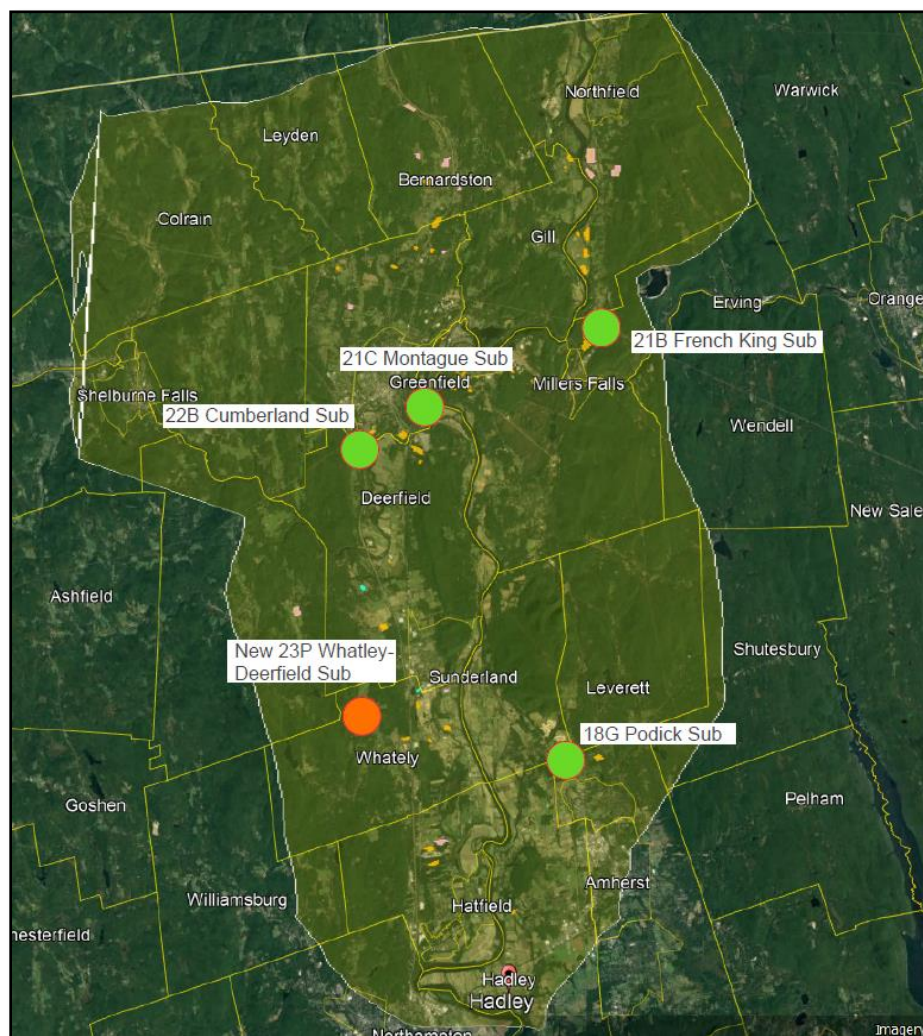 Northfield
Warwick
Leyden
Bernardston
Colrain
Gill
Erving
Orange
21B French King Sub
21C Montague Sub
Greenfield
Millers Falls
Shelburne Falls
22B Cumberland Sub
Wendell
Deerfield
New Sale
Ashfield
New 23P Whatley-
Deerfield Sub
Shutesbury
Sunderland
Leverett
18G Podick Sub
Whately
Goshen
Pelham
Amherst
Williamsburg
Hatfield
hesterfield
Hadley
Hadley
Northampton
Imager